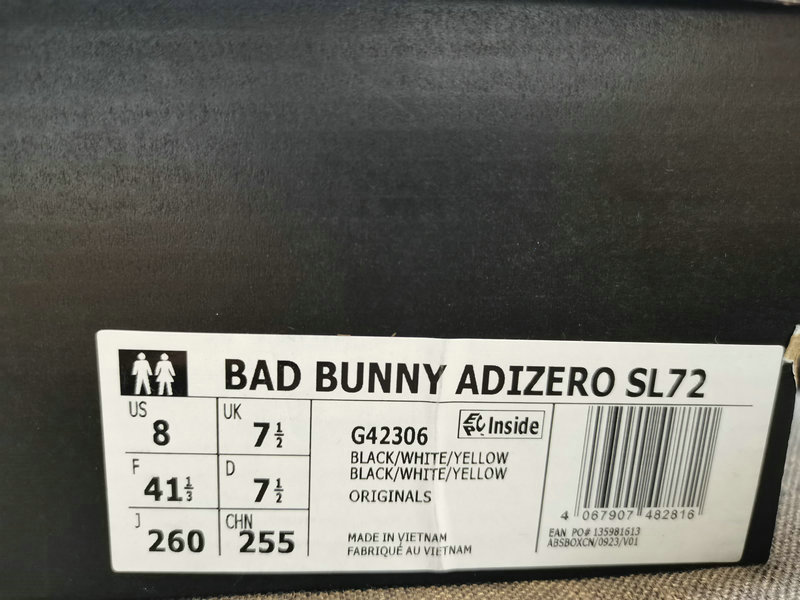 BAD BUNNY ADIZERO SL72
US 8
UK 7 1/2
F 41 1/3
D 7 1/2
J 260
CHN 255
G42306
EPC Inside
BLACK/WHITE/YELLOW
BLACK/WHITE/YELLOW
ORIGINALS
MADE IN VIETNAM
FABRIQUÉ AU VIETNAM
4 067907 482816
EAN PO# 135981613
ABSBOXCN/0923/V01